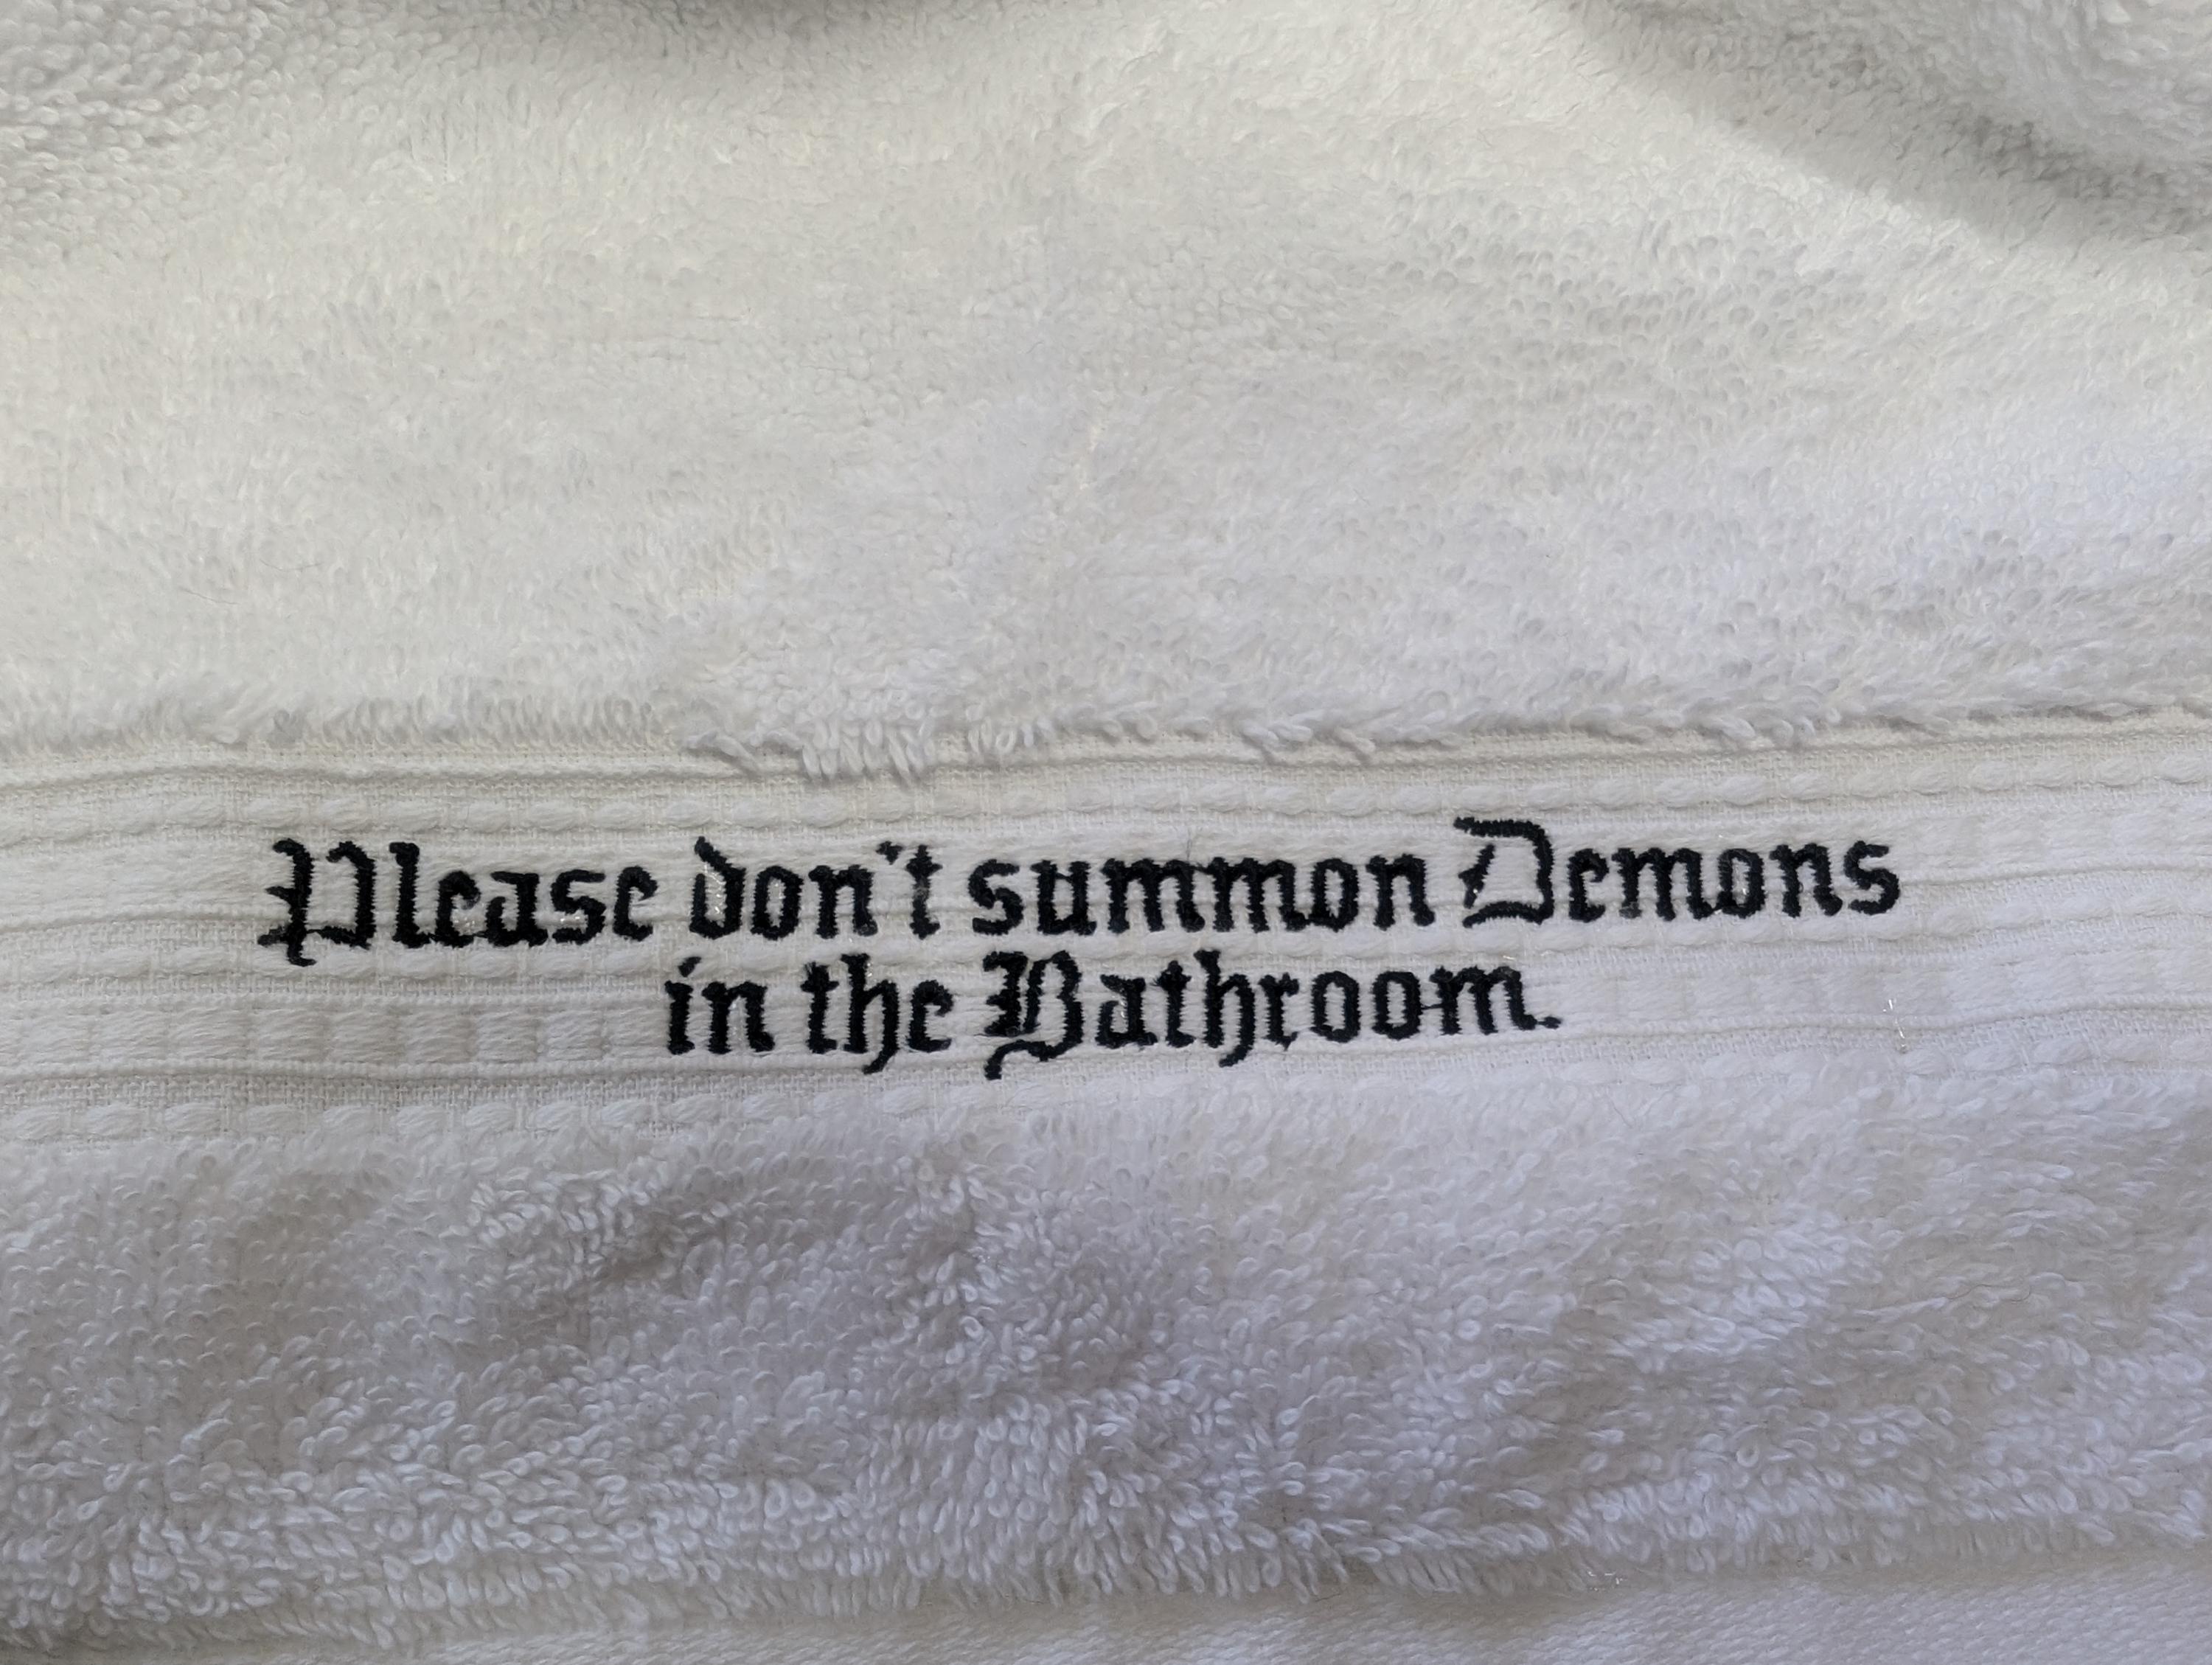 Please don't summon Demons
in the Bathroom.